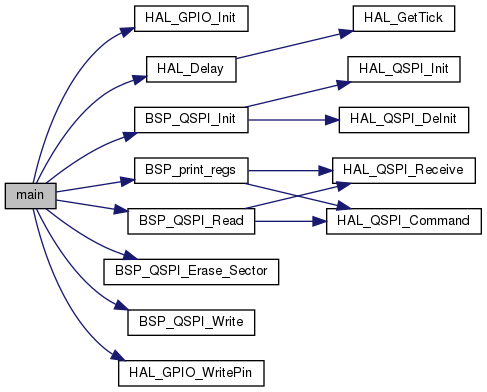 HAL_GPIO_Init
HAL_GetTick
HAL_Delay
HAL_QSPI_Init
BSP_QSPI_Init
HAL_QSPI_DeInit
BSP_print_regs
HAL_QSPI_Receive
main
BSP_QSPI_Read
HAL_QSPI_Command
BSP_QSPI_Erase_Sector
BSP_QSPI_Write
HAL_GPIO_WritePin